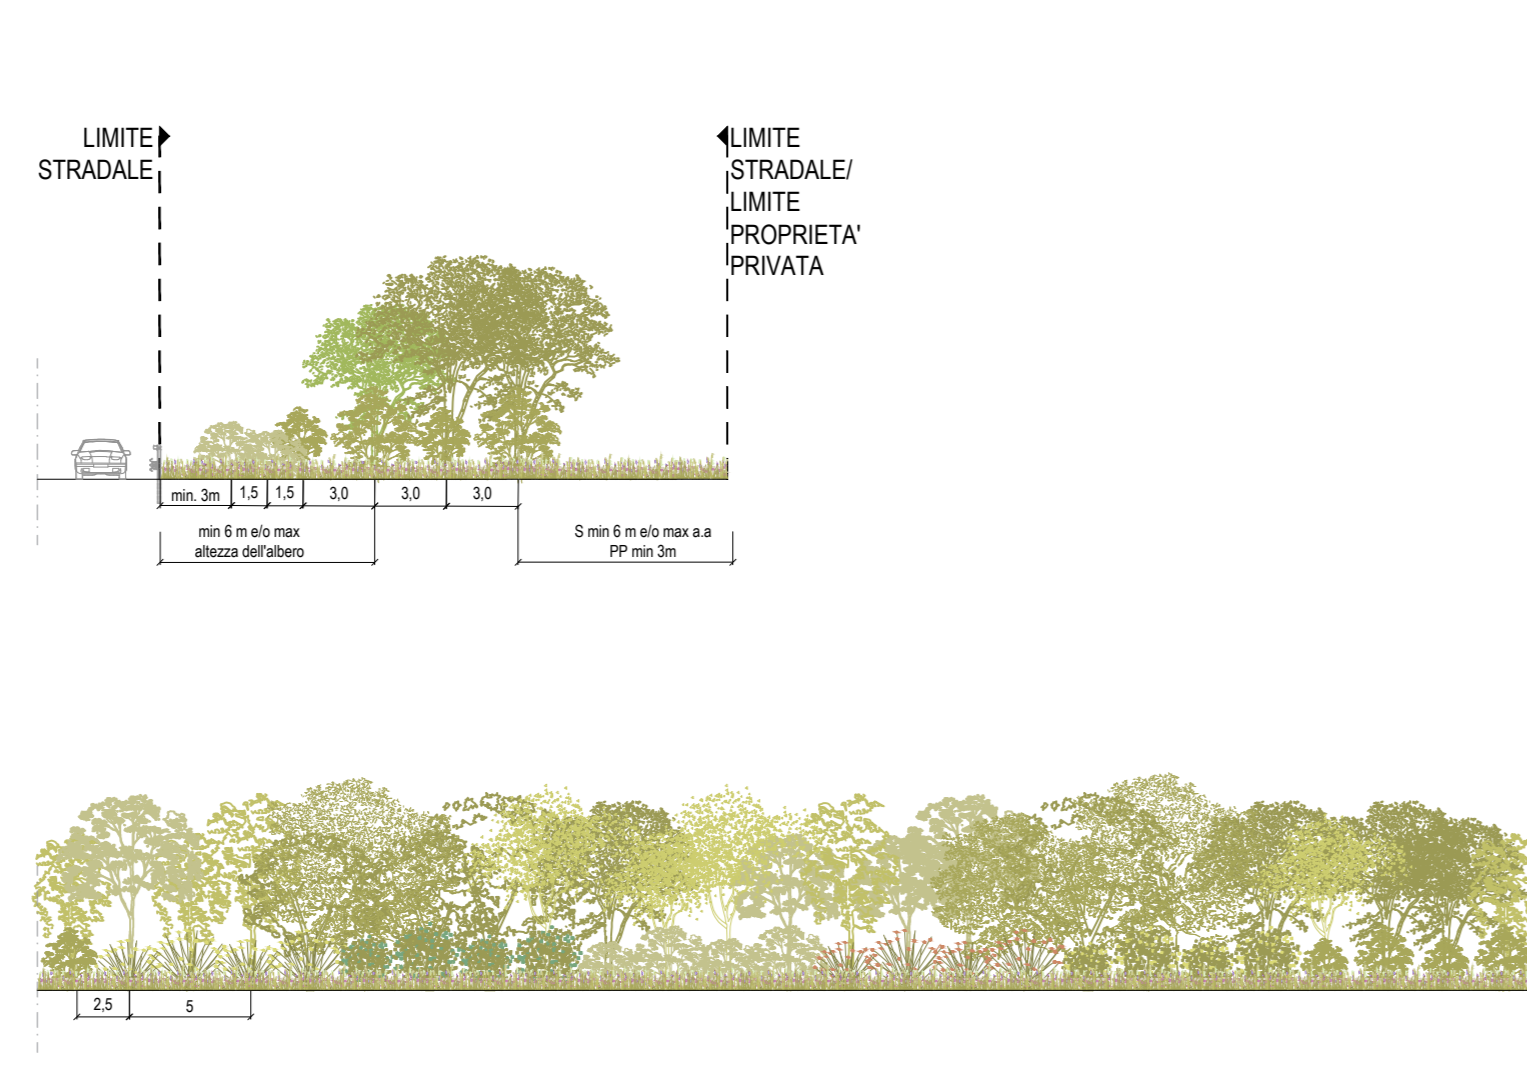 LIMITE
STRADALE
LIMITE
STRADALE/
LIMITE
PROPRIETA'
PRIVATA
min. 3m
1,5
1,5
3,0
3,0
3,0
min 6 m e/o max
altezza dell'albero
S min 6 m e/o max a.a
PP min 3m
2,5
5